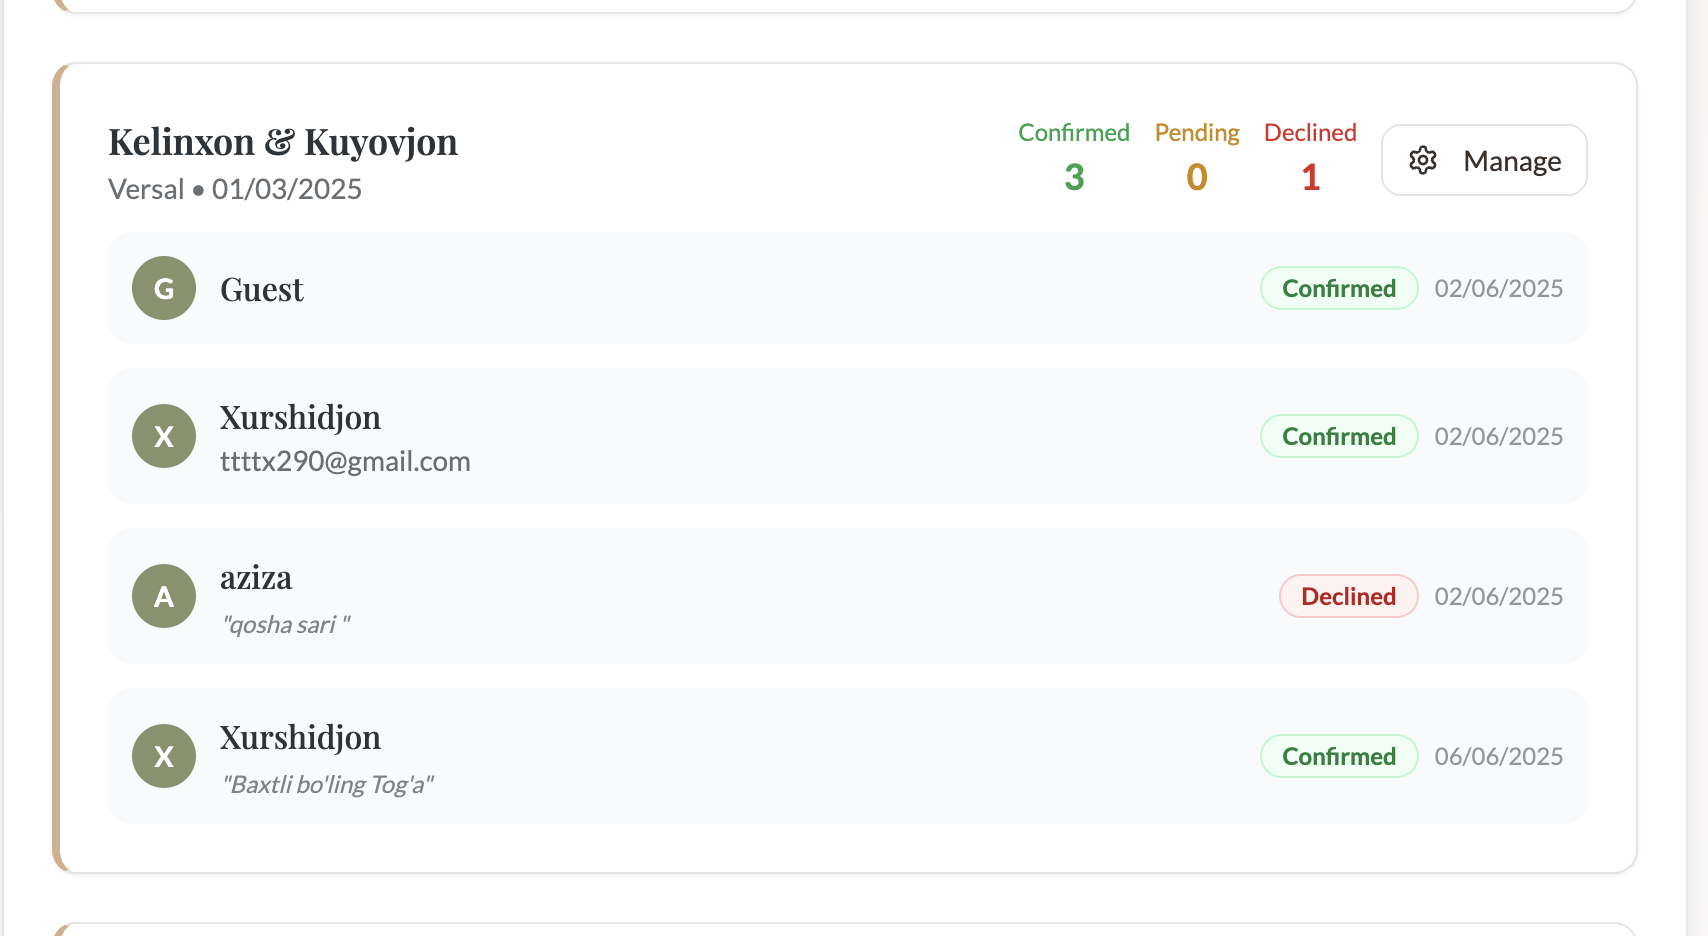 Kelinxon & Kuyovjon
Versal • 01/03/2025
Confirmed Pending Declined
3 0 1
Manage
G Guest Confirmed 02/06/2025
X Xurshidjon
ttttx290@gmail.com
Confirmed 02/06/2025
A aziza
"qosha sari "
Declined 02/06/2025
X Xurshidjon
"Baxtli bo'ling Tog'a"
Confirmed 06/06/2025